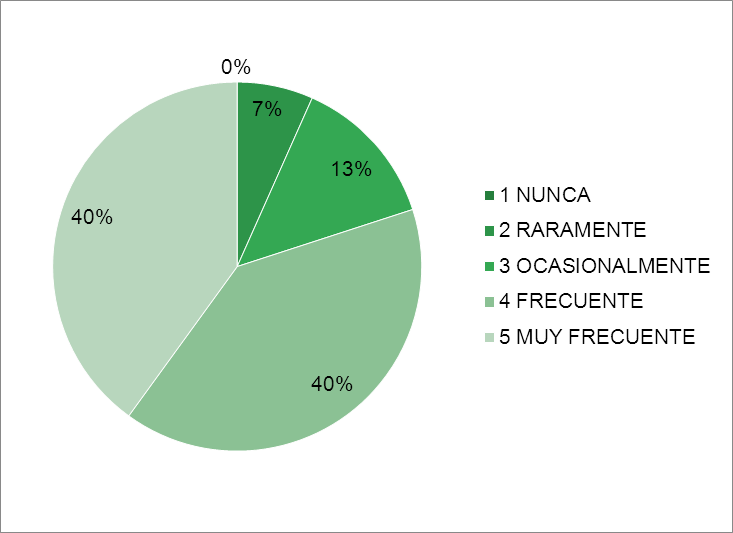 0%
7%
13%
40%
40%
1 NUNCA
2 RARAMENTE
3 OCASIONALMENTE
4 FRECUENTE
5 MUY FRECUENTE